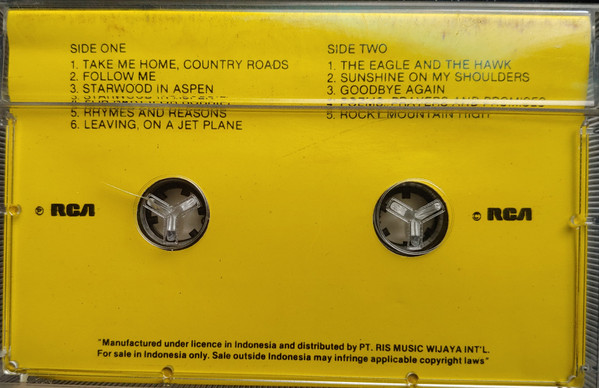 SIDE ONE
1. TAKE ME HOME, COUNTRY ROADS
2. FOLLOW ME
3. STARWOOD IN ASPEN
5. RHYMES AND REASONS
6. LEAVING, ON A JET PLANE
SIDE TWO
1. THE EAGLE AND THE HAWK
2. SUNSHINE ON MY SHOULDERS
3. GOODBYE AGAIN
4. POEMS, PRAYERS AND PROMISES
5. ROCKY MOUNTAIN HIGH
℗ RCA
© RCA
"Manufactured under licence in Indonesia and distributed by PT. RIS MUSIC WIJAYA INT'L.
For sale in Indonesia only. Sale outside Indonesia may infringe applicable copyright laws"